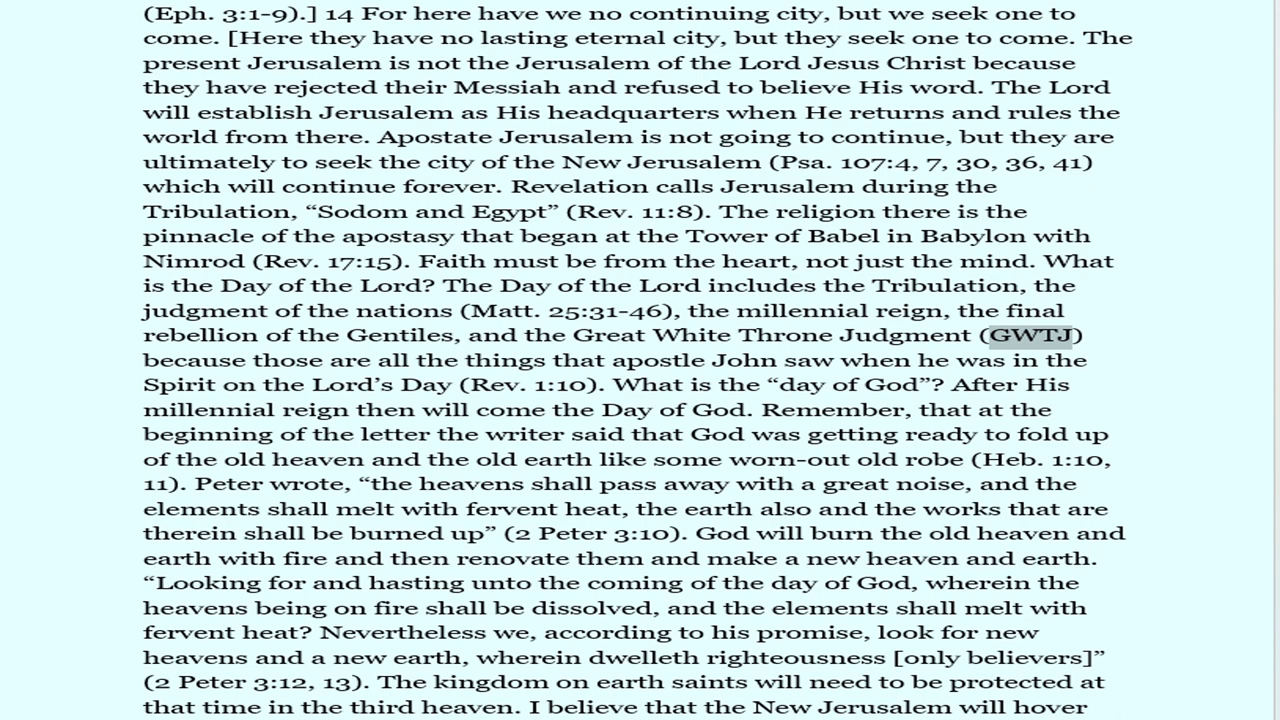 (Eph. 3:1-9).] 14 For here have we no continuing city, but we seek one to
come. [Here they have no lasting eternal city, but they seek one to come. The
present Jerusalem is not the Jerusalem of the Lord Jesus Christ because
they have rejected their Messiah and refused to believe His word. The Lord
will establish Jerusalem as His headquarters when He returns and rules the
world from there. Apostate Jerusalem is not going to continue, but they are
ultimately to seek the city of the New Jerusalem (Psa. 107:4, 7, 30, 36, 41)
which will continue forever. Revelation calls Jerusalem during the
Tribulation, “Sodom and Egypt” (Rev. 11:8). The religion there is the
pinnacle of the apostasy that began at the Tower of Babel in Babylon with
Nimrod (Rev. 17:15). Faith must be from the heart, not just the mind. What
is the Day of the Lord? The Day of the Lord includes the Tribulation, the
judgment of the nations (Matt. 25:31-46), the millennial reign, the final
rebellion of the Gentiles, and the Great White Throne Judgment (GWTJ)
because those are all the things that apostle John saw when he was in the
Spirit on the Lord’s Day (Rev. 1:10). What is the “day of God”? After His
millennial reign then will come the Day of God. Remember, that at the
beginning of the letter the writer said that God was getting ready to fold up
of the old heaven and the old earth like some worn-out old robe (Heb. 1:10,
11). Peter wrote, “the heavens shall pass away with a great noise, and the
elements shall melt with fervent heat, the earth also and the works that are
therein shall be burned up” (2 Peter 3:10). God will burn the old heaven and
earth with fire and then renovate them and make a new heaven and earth.
“Looking for and hasting unto the coming of the day of God, wherein the
heavens being on fire shall be dissolved, and the elements shall melt with
fervent heat? Nevertheless we, according to his promise, look for new
heavens and a new earth, wherein dwelleth righteousness [only believers]”
(2 Peter 3:12, 13). The kingdom on earth saints will need to be protected at
that time in the third heaven. I believe that the New Jerusalem will hover